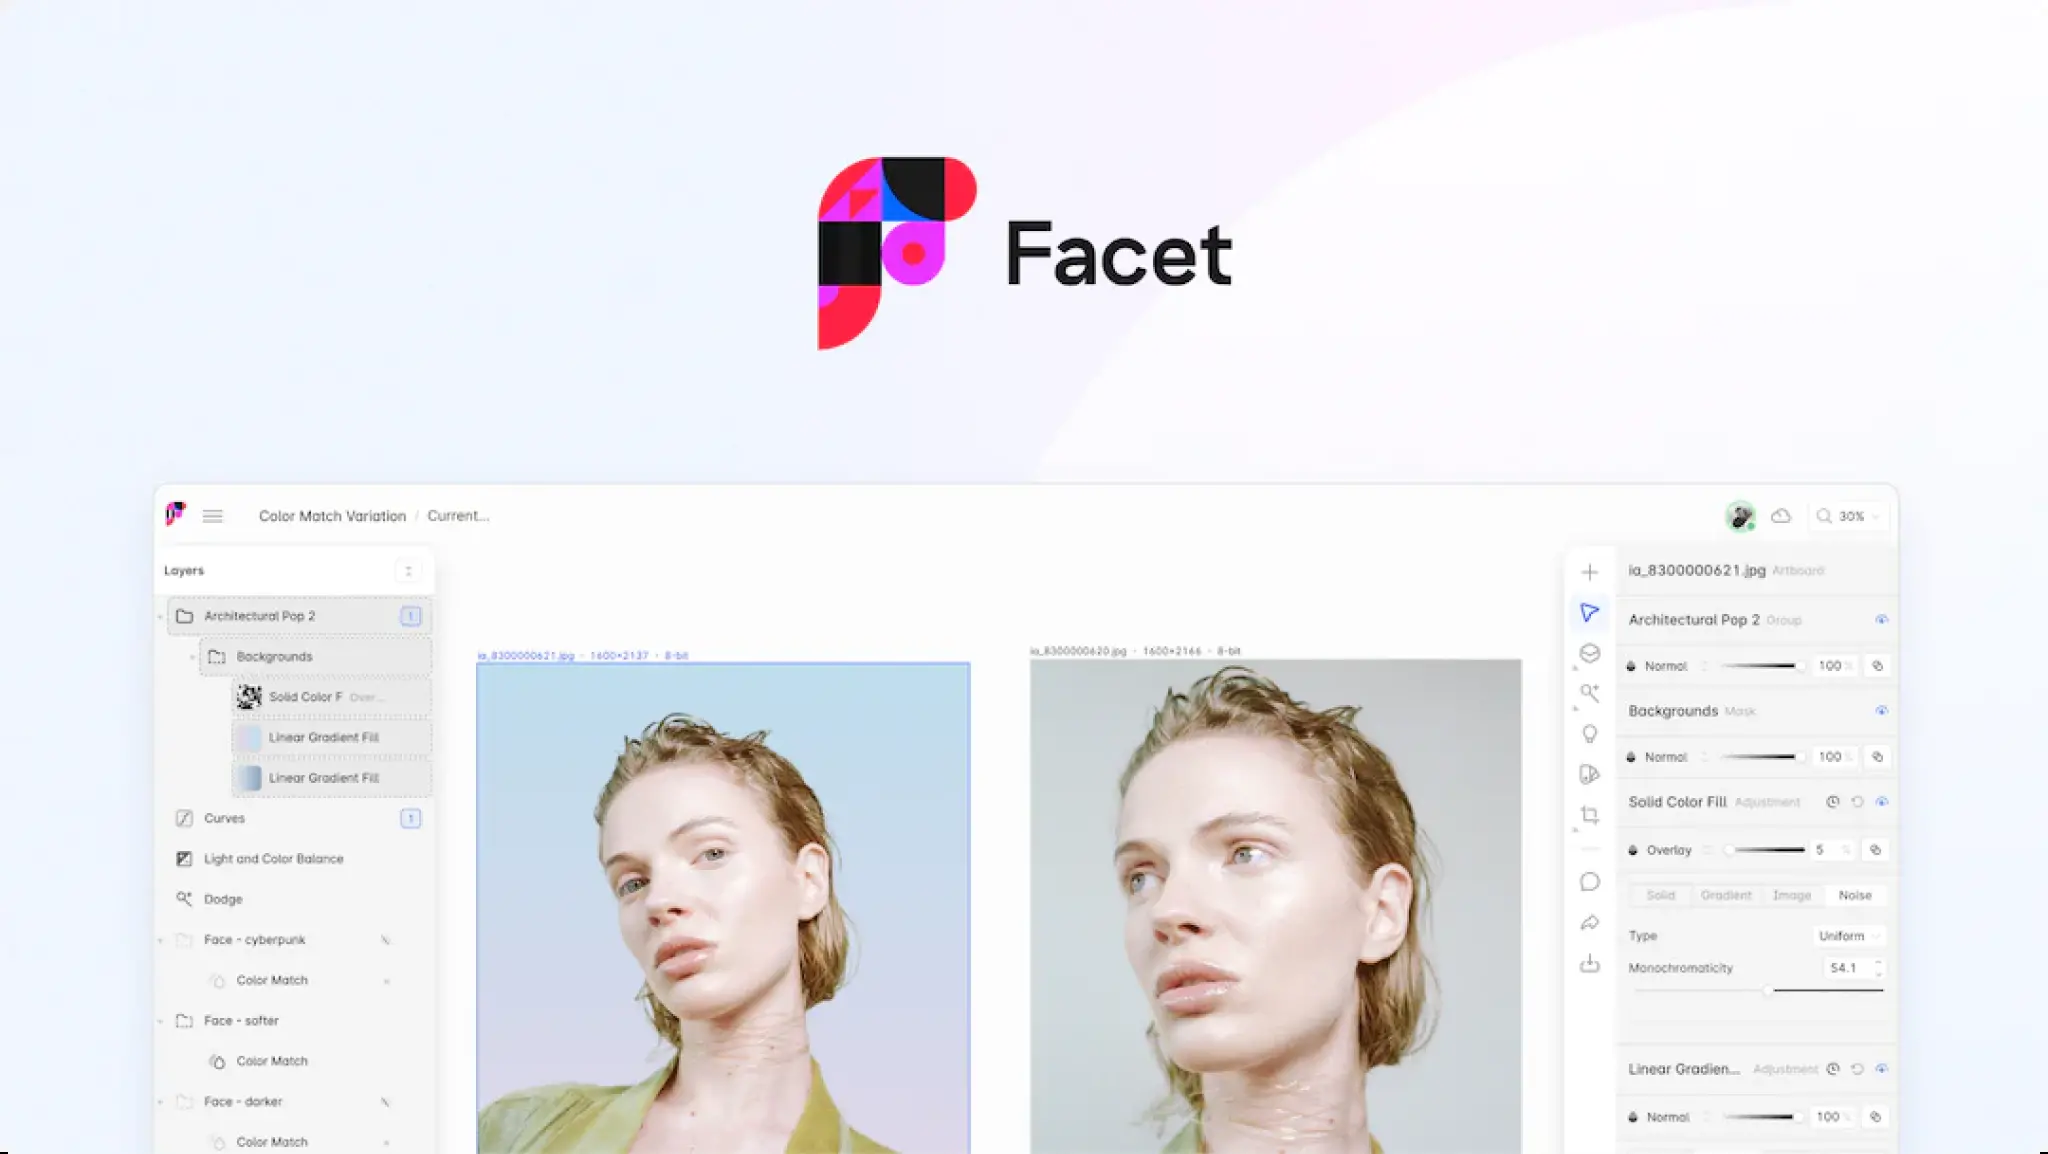 Facet
Color Match Variation / Current...
30%
Layers
Architectural Pop 2
1
Backgrounds
Solid Color F Over...
Linear Gradient Fill
Linear Gradient Fill
Curves
1
Light and Color Balance
Dodge
Face - cyberpunk
Color Match
Face - softer
Color Match
Face - darker
Color Match
ia_8300000621.jpg · 1600×2137 · 8-bit
ia_8300000620.jpg · 1600×2166 · 8-bit
ia_8300000621.jpg Artboard
Architectural Pop 2 Group
Normal 100 %
Backgrounds Mask
Normal 100 %
Solid Color Fill Adjustment
Overlay 5 %
Solid Gradient Image Noise
Type Uniform
Monochromaticity 54.1
Linear Gradien... Adjustment
Normal 100 %